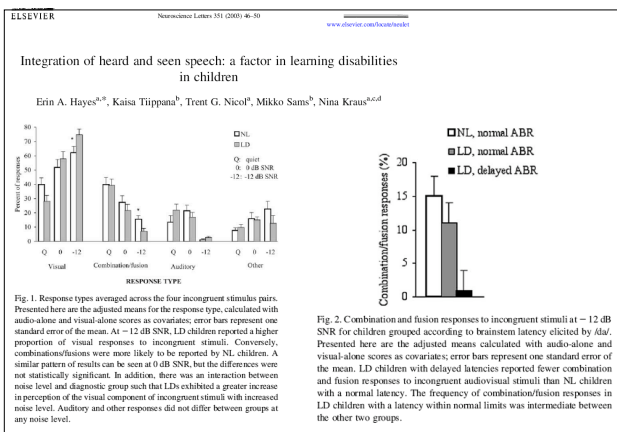 ELSEVIER
Neuroscience Letters 351 (2003) 46–50
www.elsevier.com/locate/neulet
Integration of heard and seen speech: a factor in learning disabilities
in children
Erin A. Hayesa,*, Kaisa Tiippanab, Trent G. Nicola, Mikko Samsb, Nina Krausa,c,d
80
70
60
50
40
30
20
10
0
Percent of responses
*
*
NL
LD
Q: quiet
0: 0 dB SNR
-12: -12 dB SNR
Q 0 -12 Q 0 -12 Q 0 -12 Q 0 -12
Visual Combination/fusion Auditory Other
RESPONSE TYPE
Fig. 1. Response types averaged across the four incongruent stimulus pairs.
Presented here are the adjusted means for the response type, calculated with
audio-alone and visual-alone scores as covariates; error bars represent one
standard error of the mean. At −12 dB SNR, LD children reported a higher
proportion of visual responses to incongruent stimuli. Conversely,
combinations/fusions were more likely to be reported by NL children. A
similar pattern of results can be seen at 0 dB SNR, but the differences were
not statistically significant. In addition, there was an interaction between
noise level and diagnostic group such that LDs exhibited a greater increase
in perception of the visual component of incongruent stimuli with increased
noise level. Auditory and other responses did not differ between groups at
any noise level.
NL, normal ABR
LD, normal ABR
LD, delayed ABR
Combination/fusion responses (%)
20
15
10
5
0
Fig. 2. Combination and fusion responses to incongruent stimuli at −12 dB
SNR for children grouped according to brainstem latency elicited by /da/.
Presented here are the adjusted means calculated with audio-alone and
visual-alone scores as covariates; error bars represent one standard error of
the mean. LD children with delayed latencies reported fewer combination
and fusion responses to incongruent audiovisual stimuli than NL children
with a normal latency. The frequency of combination/fusion responses in
LD children with a latency within normal limits was intermediate between
the other two groups.